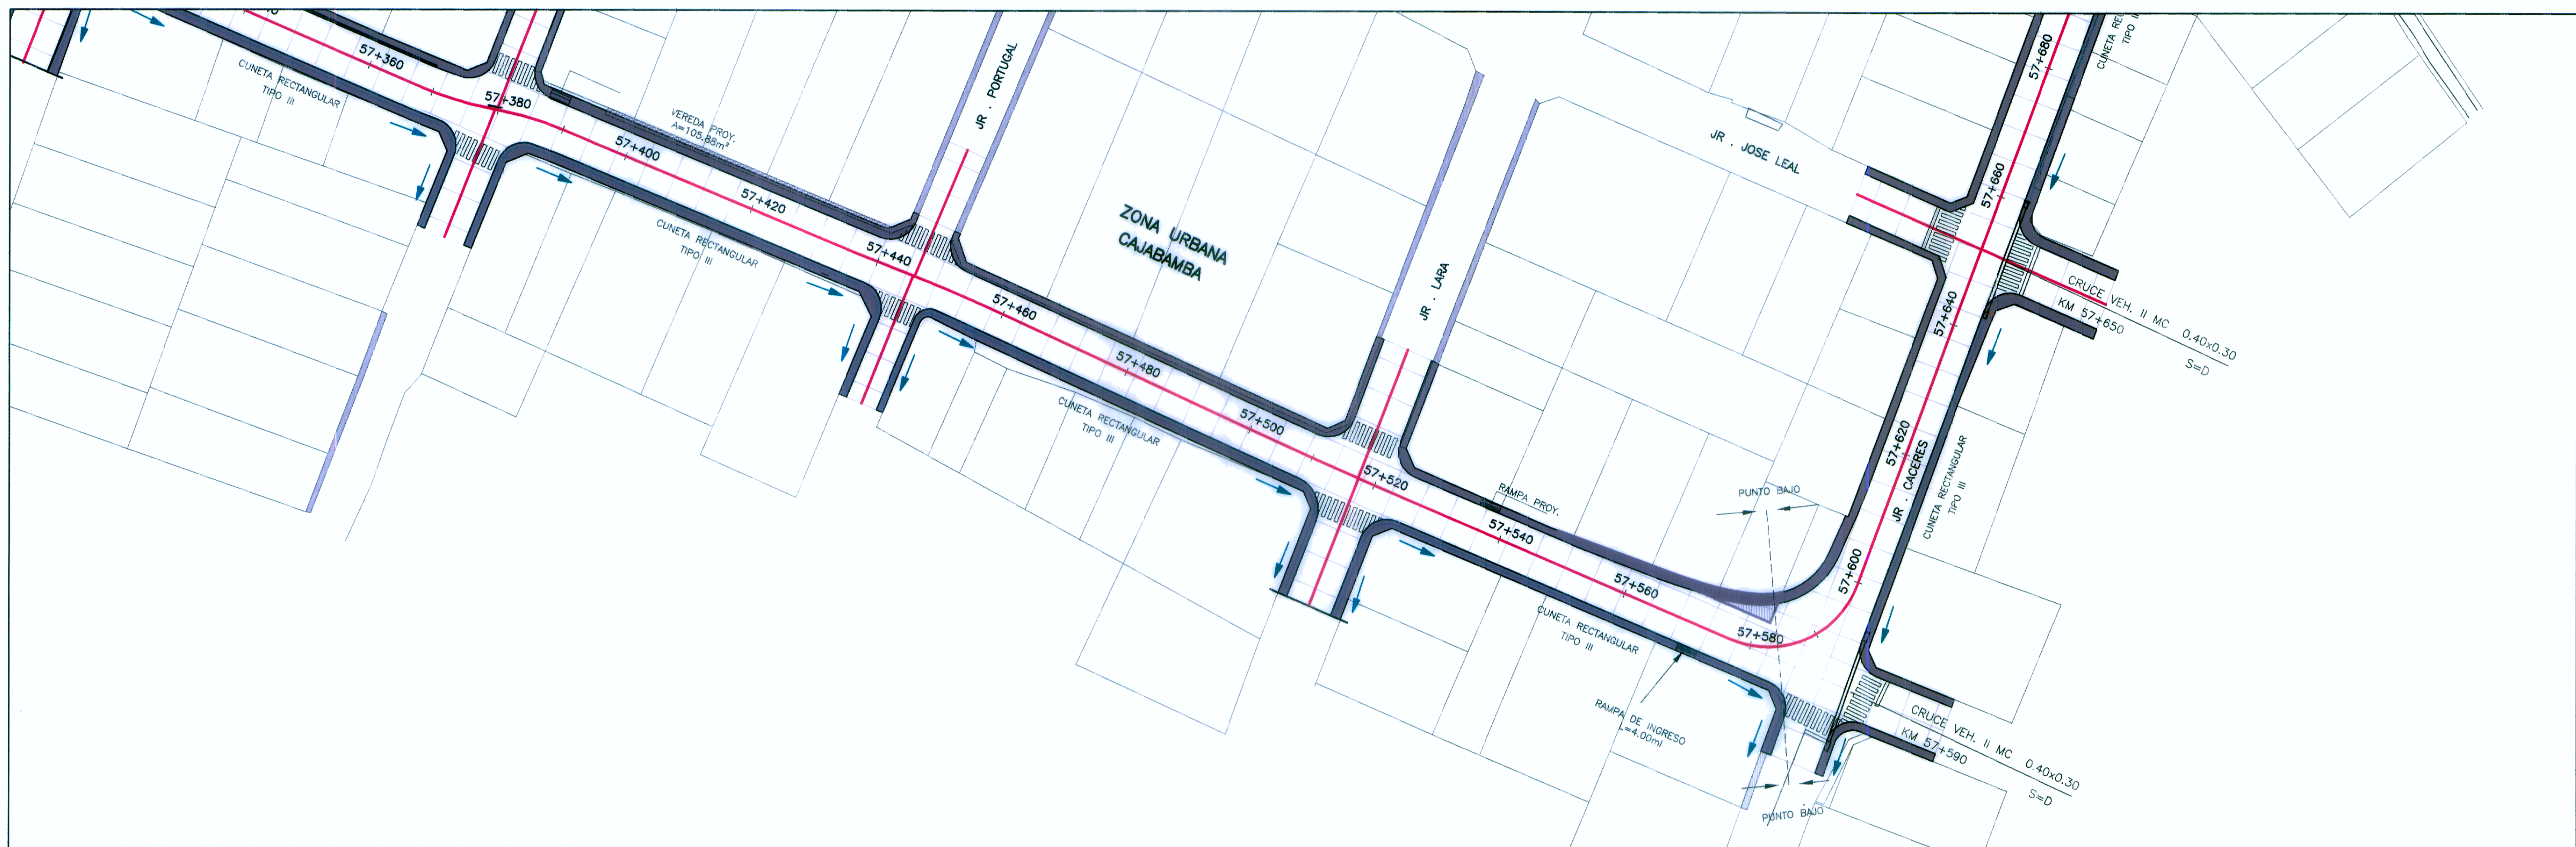 57+360
CUNETA RECTANGULAR
TIPO III
57+380
VEREDA PROY.
A=105.88m²
57+400
57+420
CUNETA RECTANGULAR
TIPO III
57+440
JR . PORTUGAL
57+460
ZONA URBANA
CAJABAMBA
57+480
CUNETA RECTANGULAR
TIPO III
57+500
JR . LARA
57+520
RAMPA PROY.
57+540
57+560
CUNETA RECTANGULAR
TIPO III
RAMPA DE INGRESO
L=4.00ml
PUNTO BAJO
57+580
PUNTO BAJO
57+600
JR . CACERES
CUNETA RECTANGULAR
TIPO III
57+620
57+640
57+660
57+680
JR . JOSE LEAL
CRUCE VEH. II MC 0.40x0.30
KM 57+650
S=D
CRUCE VEH. II MC 0.40x0.30
KM 57+590
S=D
CUNETA
TIPO